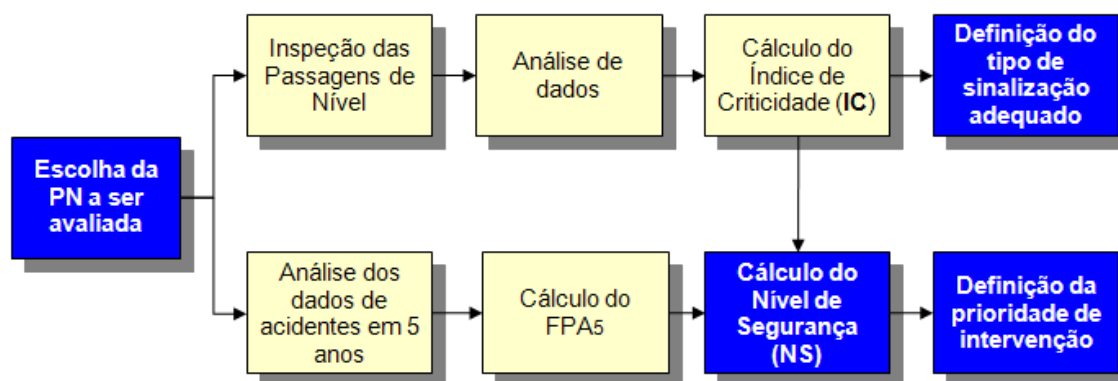 Escolha da
PN a ser
avaliada
Inspeção das
Passagens de
Nível
Análise de
dados
Cálculo do
Índice de
Criticidade (IC)
Definição do
tipo de
sinalização
adequado
Análise dos
dados de
acidentes em 5
anos
Cálculo do
FPA5
Cálculo do
Nível de
Segurança
(NS)
Definição da
prioridade de
intervenção